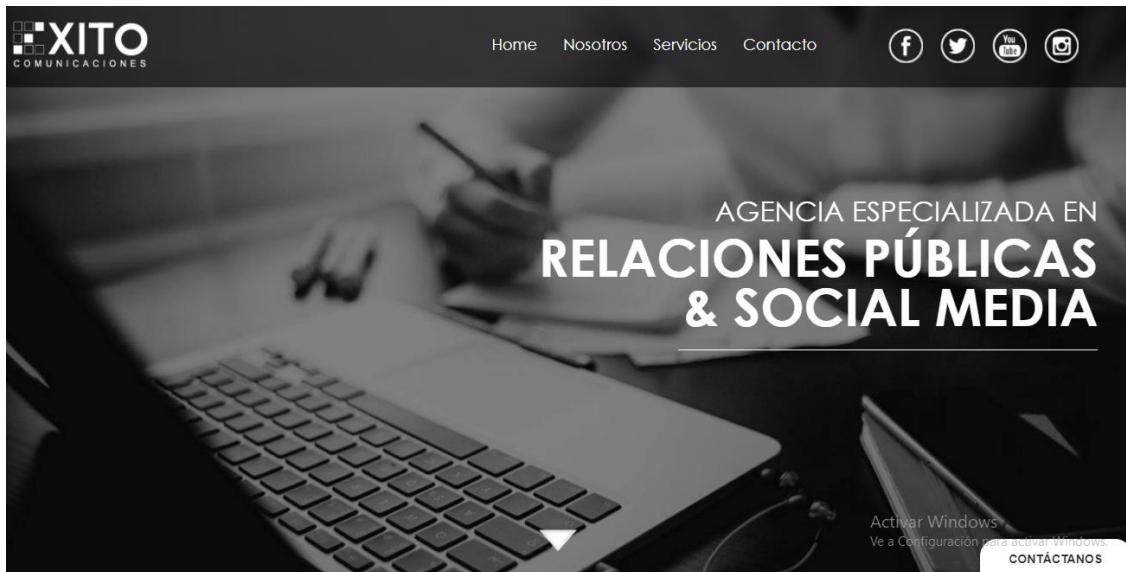 EXITO
COMUNICACIONES
Home Nosotros Servicios Contacto
You
Tube
AGENCIA ESPECIALIZADA EN
RELACIONES PÚBLICAS
& SOCIAL MEDIA
Activar Windows
Ve a Configuración para activar Windows.
CONTÁCTANOS